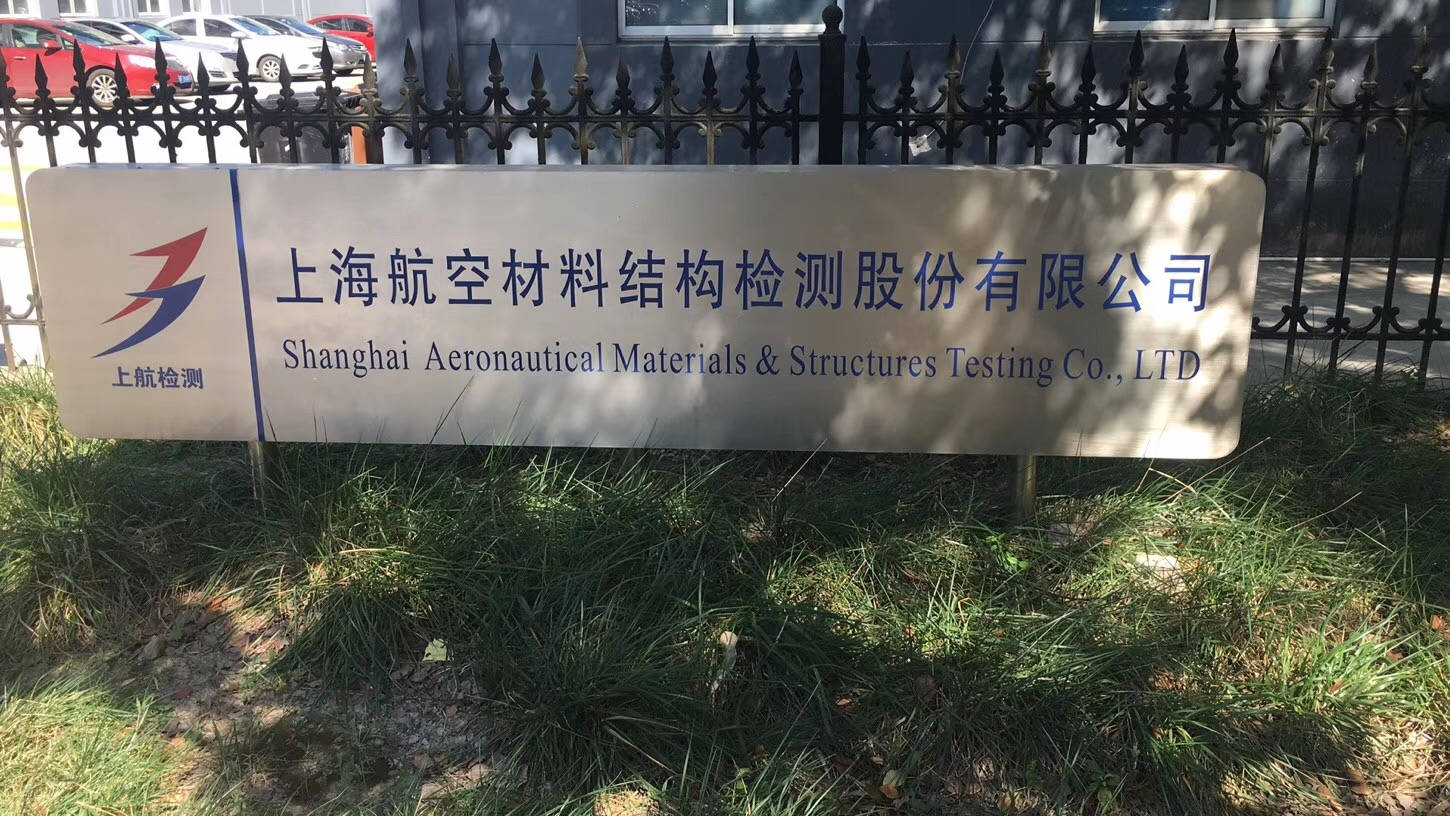 上海航空材料结构检测股份有限公司
Shanghai Aeronautical Materials & Structures Testing Co., LTD
上航检测